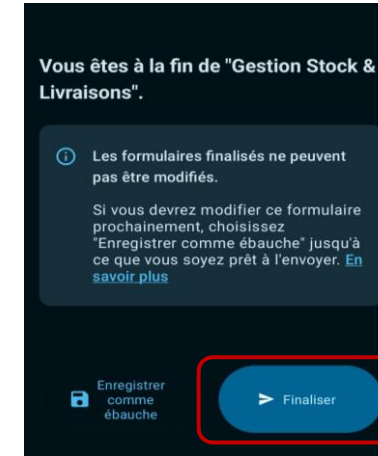 Vous êtes à la fin de "Gestion Stock &
Livraisons".
Les formulaires finalisés ne peuvent
pas être modifiés.
Si vous devrez modifier ce formulaire
prochainement, choisissez
"Enregistrer comme ébauche" jusqu'à
ce que vous soyez prêt à l'envoyer. En
savoir plus
Enregistrer
comme
ébauche
Finaliser